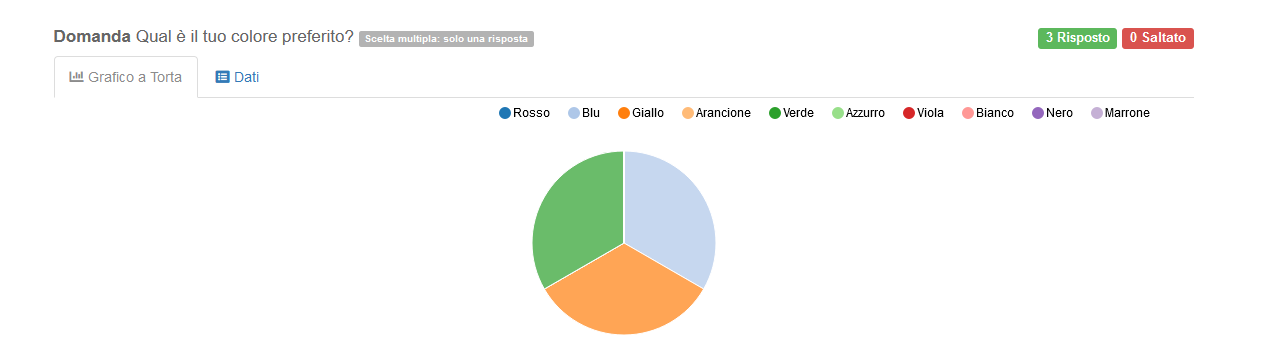 Domanda Qual è il tuo colore preferito? Scelta multipla: solo una risposta 3 Risposto 0 Saltato
Grafico a Torta Dati
Rosso Blu Giallo Arancione Verde Azzurro Viola Bianco Nero Marrone